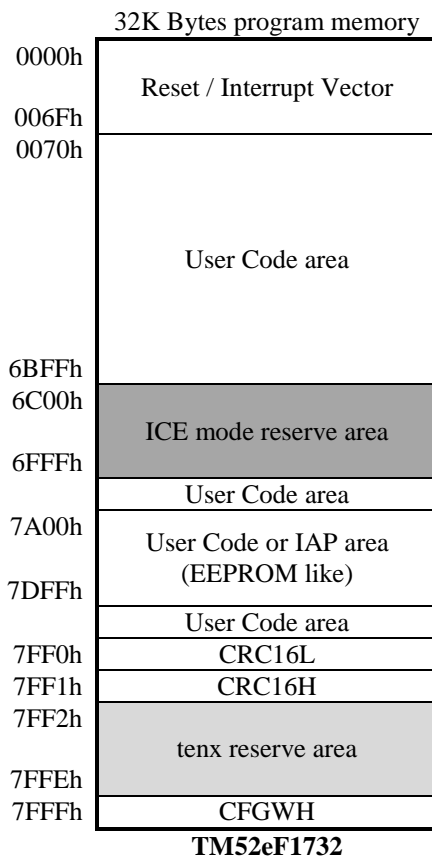 32K Bytes program memory
0000h
Reset / Interrupt Vector
006Fh
0070h
User Code area
6BFFh
6C00h
ICE mode reserve area
6FFFh
User Code area
7A00h
User Code or IAP area
(EEPROM like)
7DFFh
User Code area
7FF0h CRC16L
7FF1h CRC16H
7FF2h
tenx reserve area
7FFEh
7FFFh CFGWH
TM52eF1732